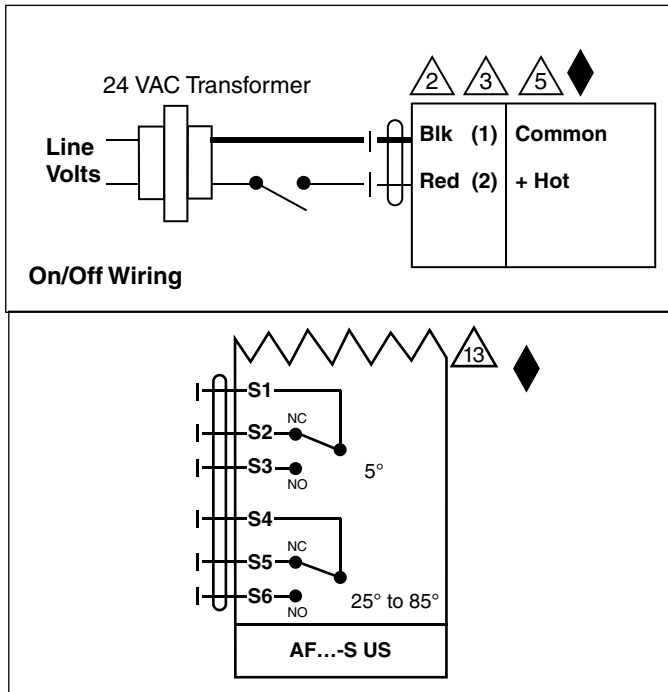 24 VAC Transformer
2 3 5
Line Volts
Blk (1) Common
Red (2) + Hot
On/Off Wiring
13
S1
S2 NC
S3 NO 5°
S4
S5 NC
S6 NO 25° to 85°
AF...-S US